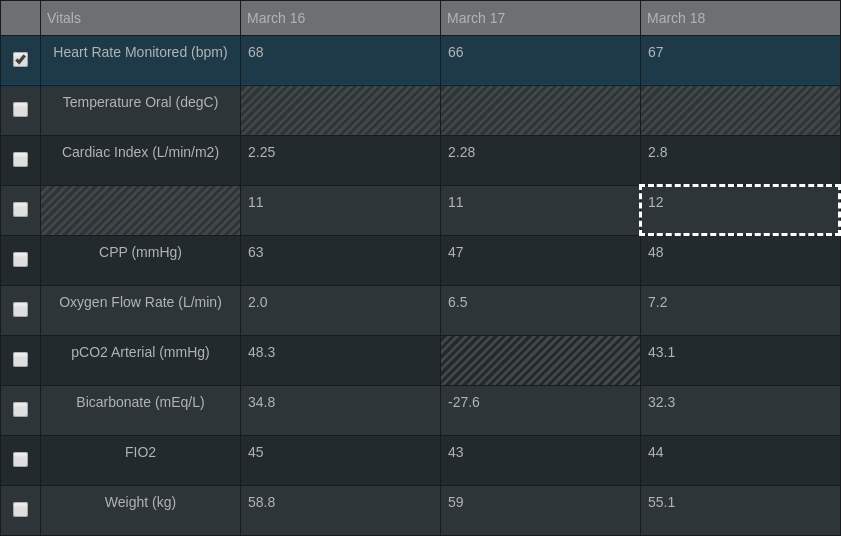 Vitals March 16 March 17 March 18
Heart Rate Monitored (bpm) 68 66 67
Temperature Oral (degC)
Cardiac Index (L/min/m2) 2.25 2.28 2.8
11 11 12
CPP (mmHg) 63 47 48
Oxygen Flow Rate (L/min) 2.0 6.5 7.2
pCO2 Arterial (mmHg) 48.3 43.1
Bicarbonate (mEq/L) 34.8 -27.6 32.3
FIO2 45 43 44
Weight (kg) 58.8 59 55.1